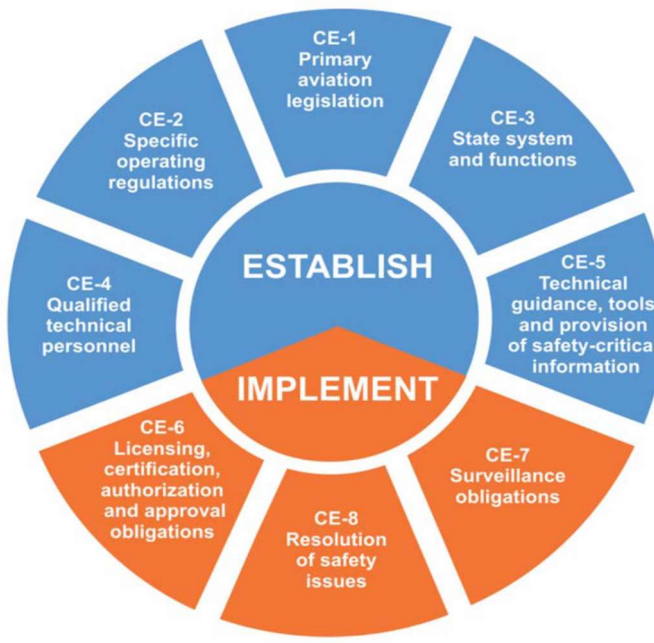 CE-1
Primary
aviation
legislation
CE-2
Specific
operating
regulations
CE-3
State system
and functions
CE-4
Qualified
technical
personnel
CE-5
Technical
guidance, tools
and provision
of safety-critical
information
ESTABLISH
IMPLEMENT
CE-6
Licensing,
certification,
authorization
and approval
obligations
CE-7
Surveillance
obligations
CE-8
Resolution
of safety
issues